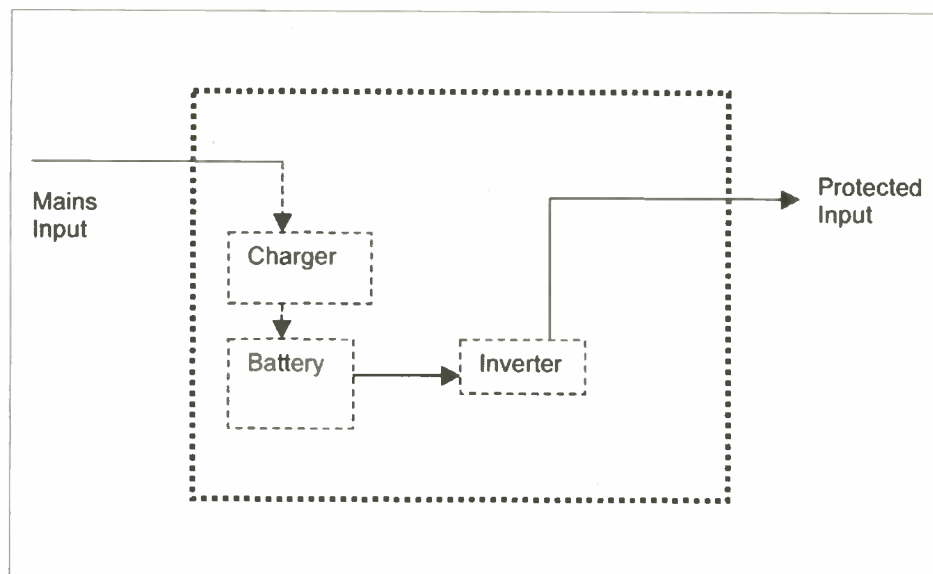 Mains
Input
Charger
Battery
Inverter
Protected
Input